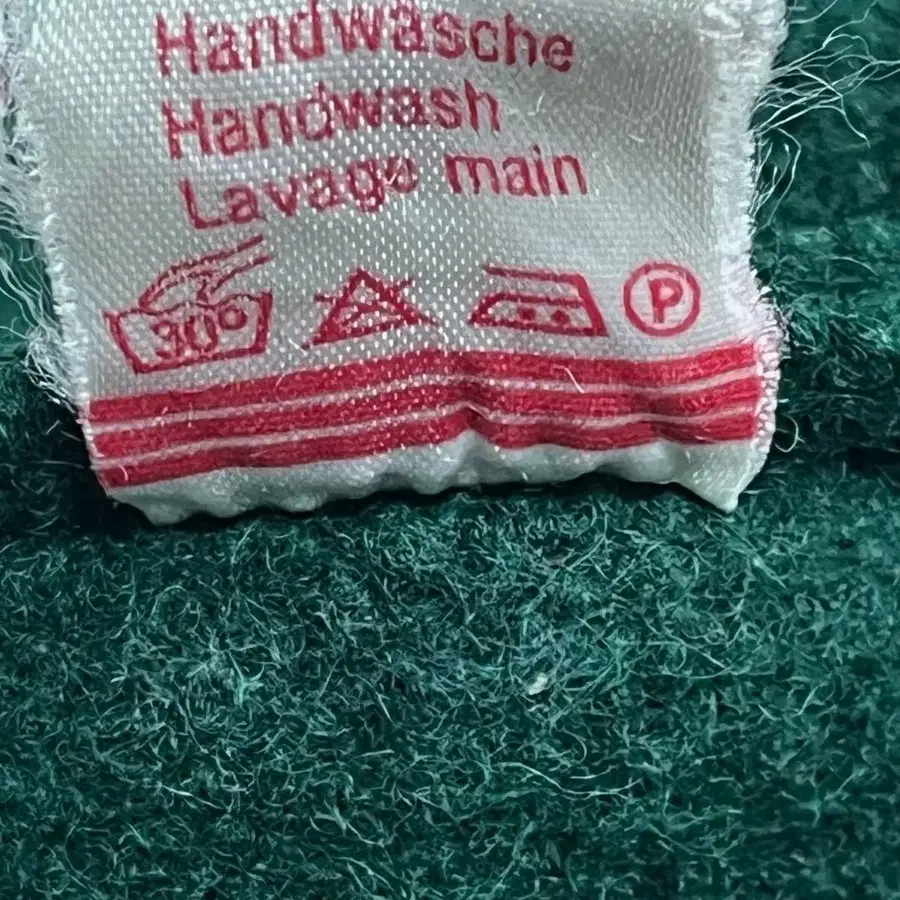 Handwäsche
Handwash
Lavage main
30° P